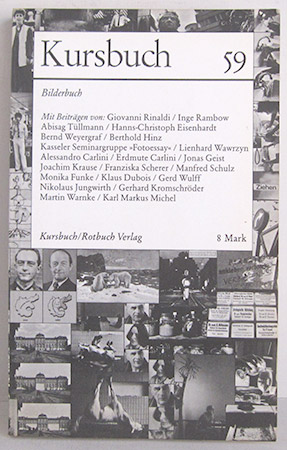 Kursbuch 59
Bilderbuch
Mit Beiträgen von: Giovanni Rinaldi / Inge Rambow
Abisag Tüllmann / Hanns-Christoph Eisenhardt
Bernd Weyergraf / Berthold Hinz
Kasseler Seminargruppe »Fotoessay« / Lienhard Wawrzyn
Alessandro Carlini / Erdmute Carlini / Jonas Geist
Joachim Krause / Franziska Scherer / Manfred Schulz
Monika Funke / Klaus Dubois / Gerd Wulff
Nikolaus Jungwirth / Gerhard Kromschröder
Martin Warnke / Karl Markus Michel
Kursbuch/Rotbuch Verlag 8 Mark
Ziehen